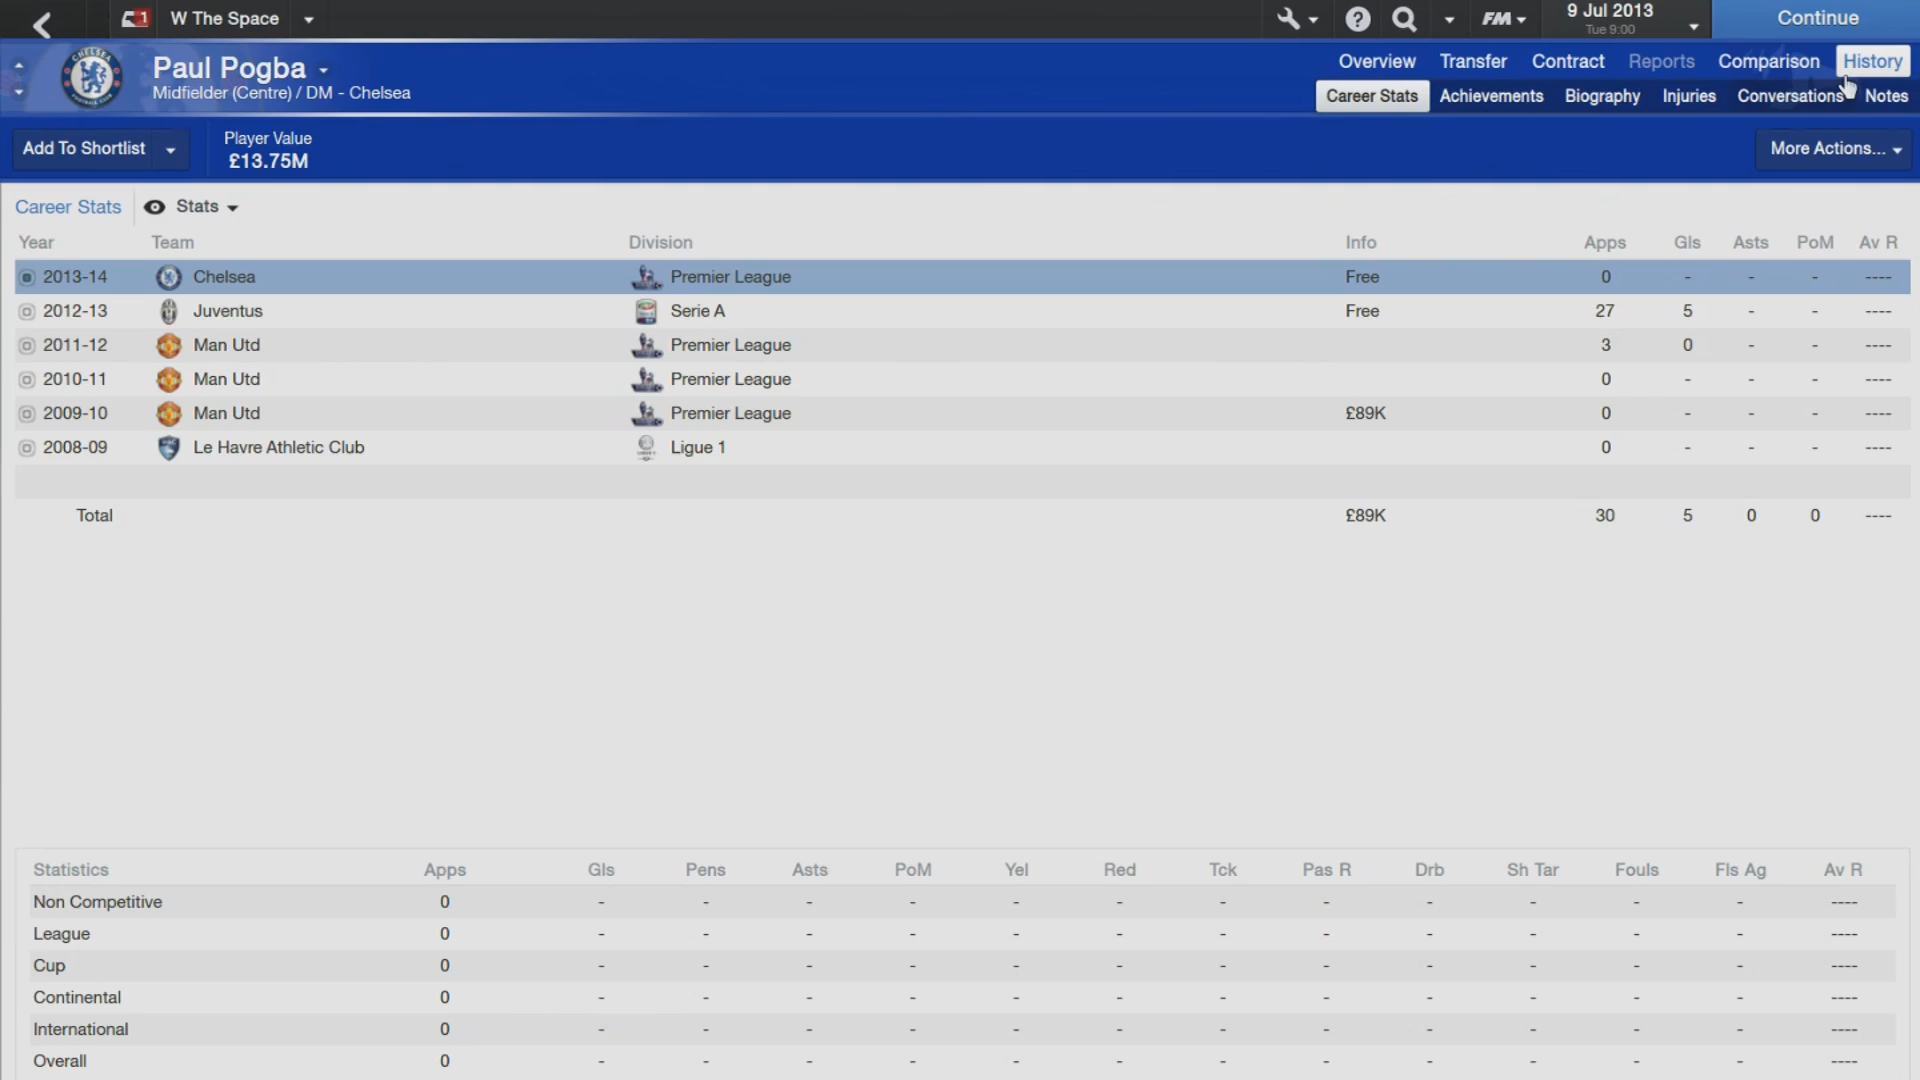 1 W The Space FM 9 Jul 2013 Continue
Tue 9:00
Paul Pogba
Midfielder (Centre) / DM - Chelsea
Overview Transfer Contract Reports Comparison History
Career Stats Achievements Biography Injuries Conversations Notes
Add To Shortlist Player Value More Actions...
£13.75M
Career Stats Stats
Year Team Division Info Apps Gls Asts PoM Av R
2013-14 Chelsea Premier League Free 0 - - - ----
2012-13 Juventus Serie A Free 27 5 - - ----
2011-12 Man Utd Premier League 3 0 - - ----
2010-11 Man Utd Premier League 0 - - - ----
2009-10 Man Utd Premier League £89K 0 - - - ----
2008-09 Le Havre Athletic Club Ligue 1 0 - - - ----
Total £89K 30 5 0 0 ----
Statistics Apps Gls Pens Asts PoM Yel Red Tck Pas R Drb Sh Tar Fouls Fls Ag Av R
Non Competitive 0 - - - - - - - - - - - - ----
League 0 - - - - - - - - - - - - ----
Cup 0 - - - - - - - - - - - - ----
Continental 0 - - - - - - - - - - - - ----
International 0 - - - - - - - - - - - - ----
Overall 0 - - - - - - - - - - - - ----